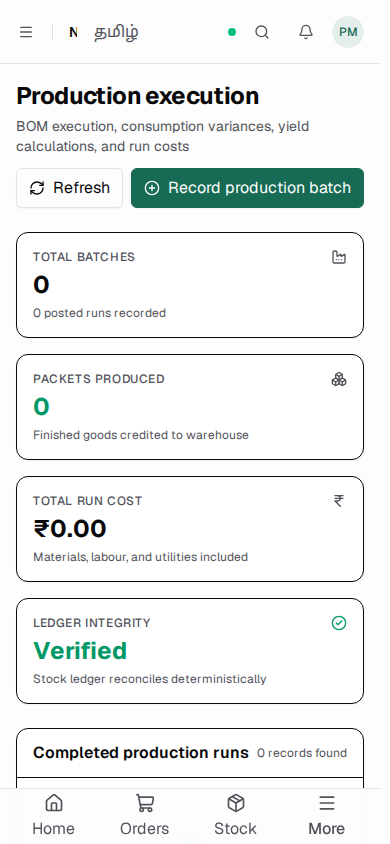 N
தமிழ்
PM
Production execution
BOM execution, consumption variances, yield
calculations, and run costs
Refresh
Record production batch
TOTAL BATCHES
0
0 posted runs recorded
PACKETS PRODUCED
0
Finished goods credited to warehouse
TOTAL RUN COST
₹
₹0.00
Materials, labour, and utilities included
LEDGER INTEGRITY
Verified
Stock ledger reconciles deterministically
Completed production runs 0 records found
Home Orders Stock More